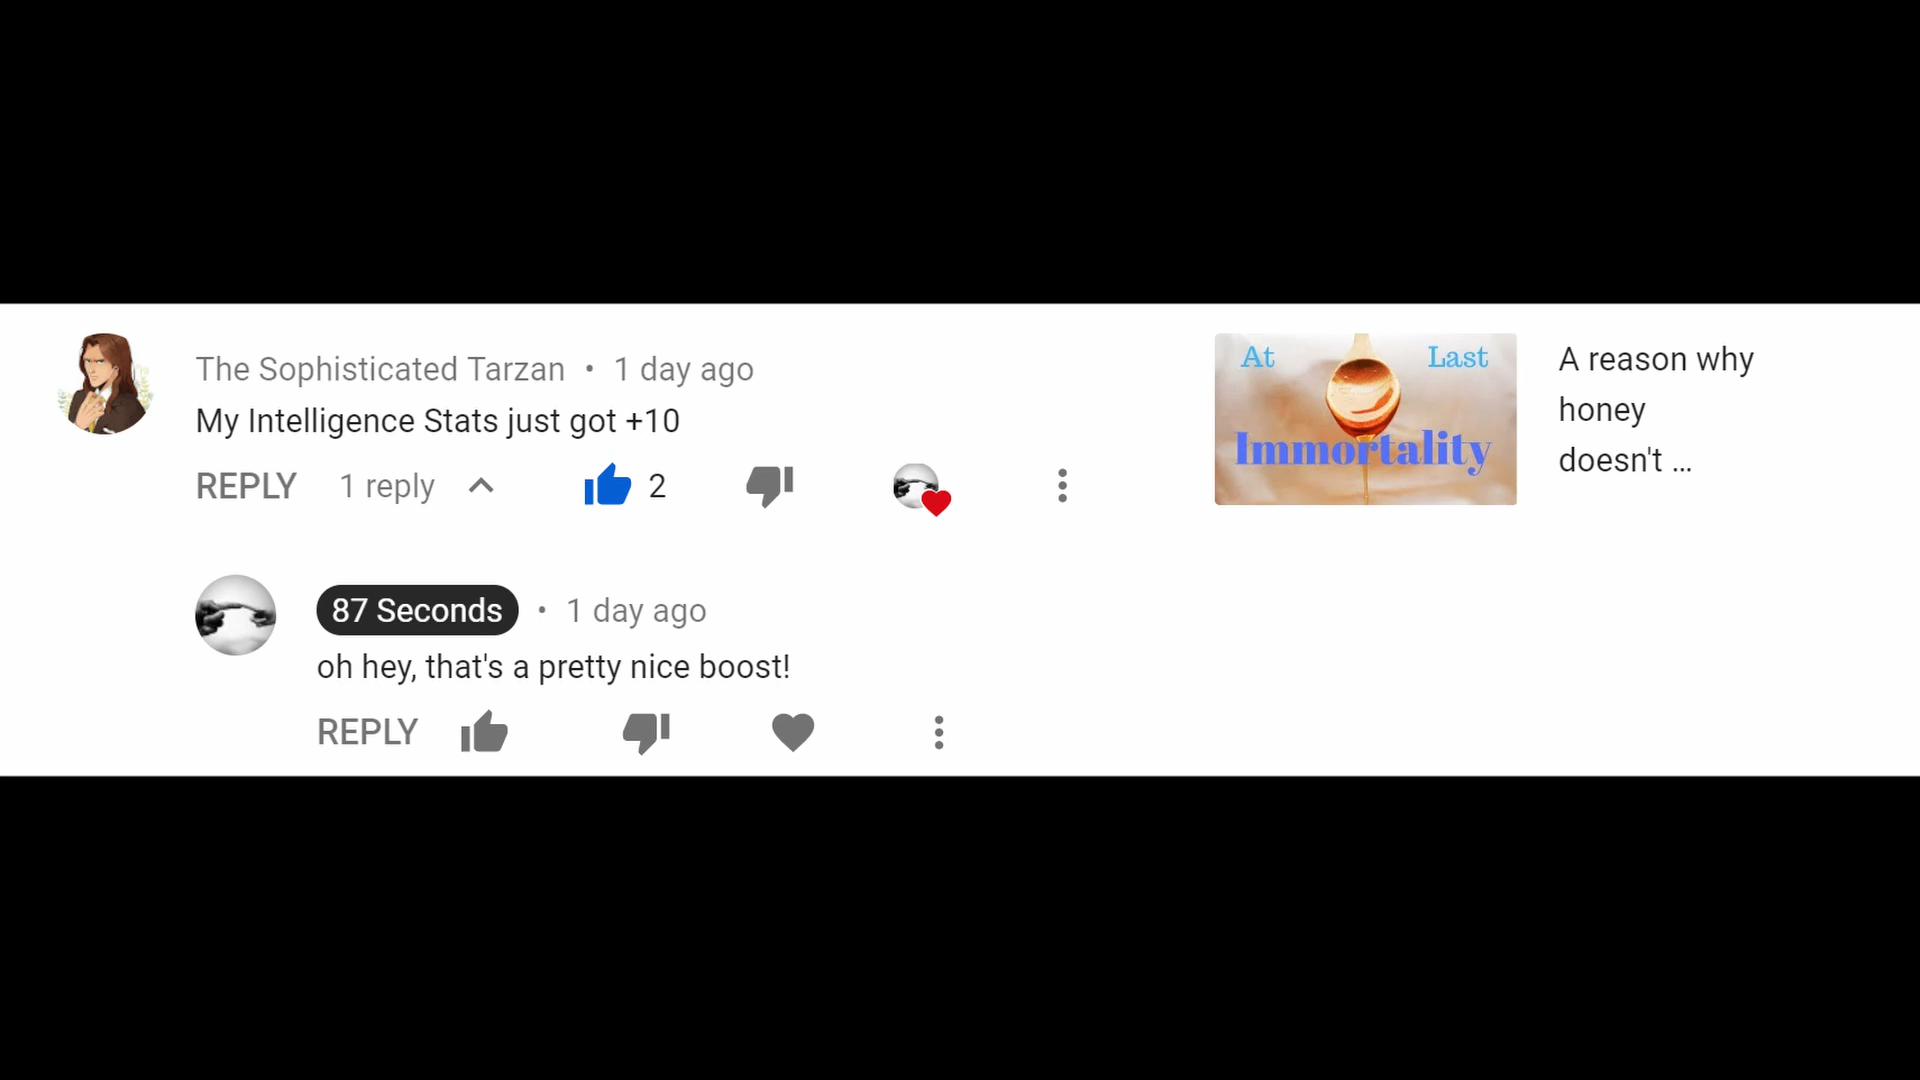 The Sophisticated Tarzan • 1 day ago
My Intelligence Stats just got +10
REPLY 1 reply 2
87 Seconds • 1 day ago
oh hey, that's a pretty nice boost!
REPLY
At Last
Immortality
A reason why
honey
doesn't ...